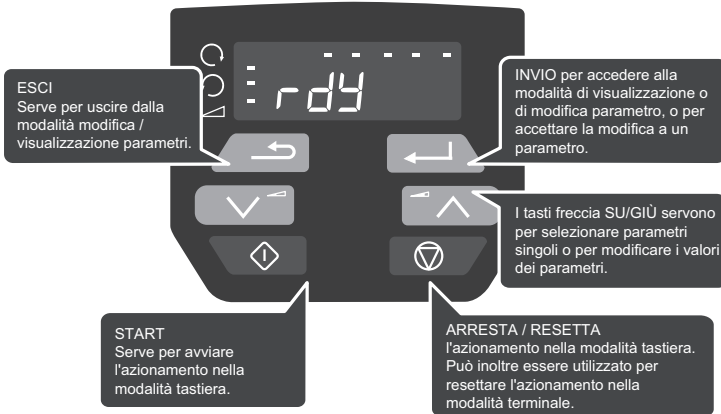 rdy
ESCI
Serve per uscire dalla
modalità modifica /
visualizzazione parametri.
INVIO per accedere alla
modalità di visualizzazione o
di modifica parametro, o per
accettare la modifica a un
parametro.
I tasti freccia SU/GIÙ servono
per selezionare parametri
singoli o per modificare i valori
dei parametri.
START
Serve per avviare
l'azionamento nella
modalità tastiera.
ARRESTA / RESETTA
l'azionamento nella modalità tastiera.
Può inoltre essere utilizzato per
resettare l'azionamento nella
modalità terminale.